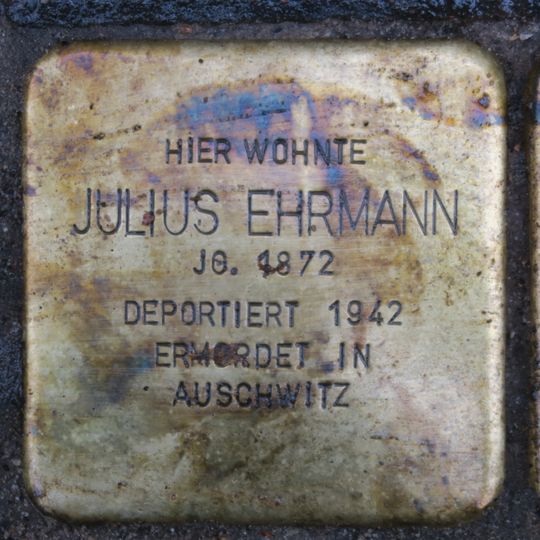 HIER WOHNTE
JULIUS EHRMANN
JG. 1872
DEPORTIERT 1942
ERMORDET IN
AUSCHWITZ